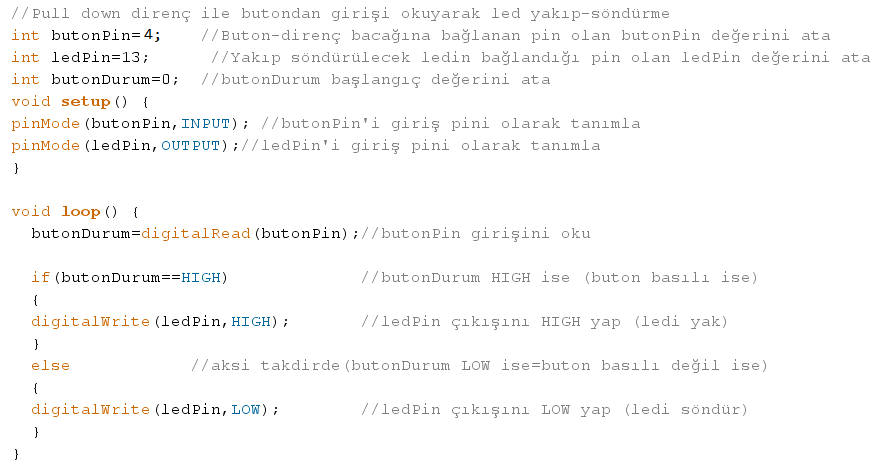 //Pull down direnç ile butondan girişi okuyarak led yakıp-söndürme
int butonPin=4;    //Buton-direnç bacağına bağlanan pin olan butonPin değerini ata
int ledPin=13;      //Yakıp söndürülecek ledin bağlandığı pin olan ledPin değerini ata
int butonDurum=0;  //butonDurum başlangıç değerini ata
void setup() {
pinMode(butonPin,INPUT); //butonPin'i giriş pini olarak tanımla
pinMode(ledPin,OUTPUT);//ledPin'i giriş pini olarak tanımla
}
void loop() {
  butonDurum=digitalRead(butonPin);//butonPin girişini oku
  if(butonDurum==HIGH)             //butonDurum HIGH ise (buton basılı ise)
  {
  digitalWrite(ledPin,HIGH);       //ledPin çıkışını HIGH yap (ledi yak)
  }
  else            //aksi takdirde(butonDurum LOW ise=buton basılı değil ise)
  {
  digitalWrite(ledPin,LOW);        //ledPin çıkışını LOW yap (ledi söndür)
  }
}